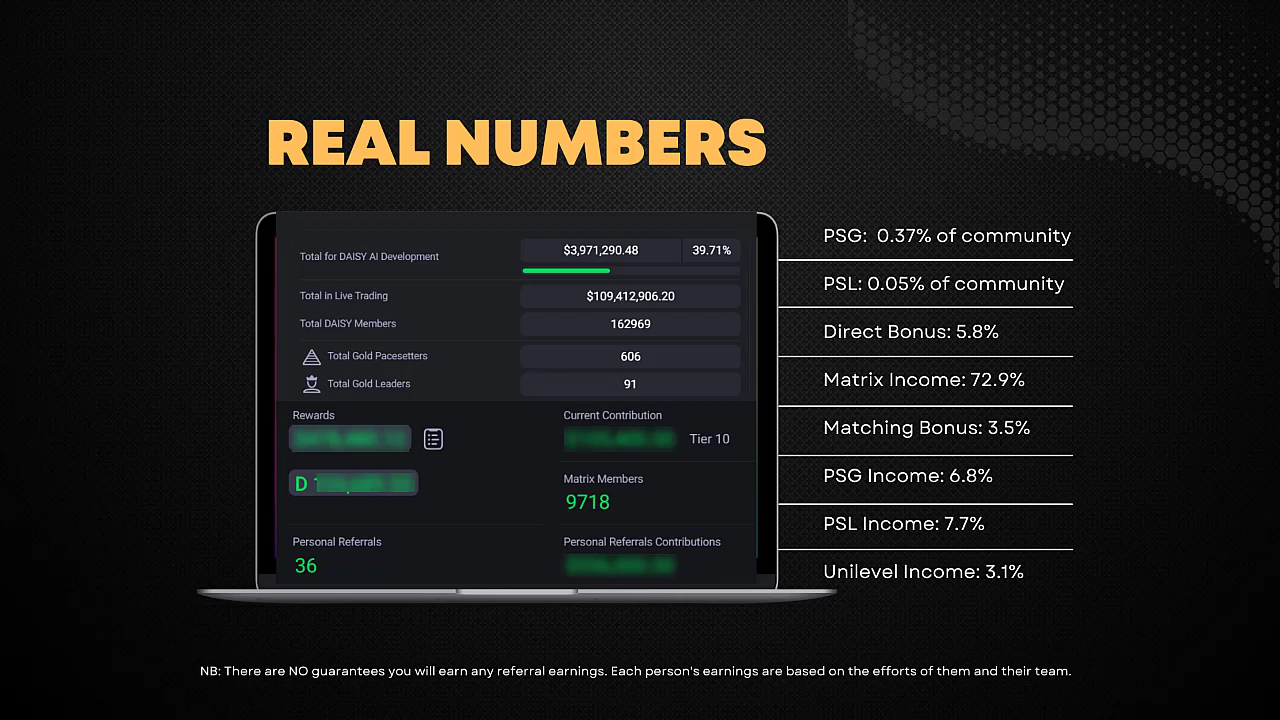 REAL NUMBERS
Total for DAISY AI Development $3,971,290.48 39.71%
Total in Live Trading $109,412,906.20
Total DAISY Members 162969
Total Gold Pacesetters 606
Total Gold Leaders 91
Rewards Current Contribution
Tier 10
D
Matrix Members
9718
Personal Referrals Personal Referrals Contributions
36
PSG: 0.37% of community
PSL: 0.05% of community
Direct Bonus: 5.8%
Matrix Income: 72.9%
Matching Bonus: 3.5%
PSG Income: 6.8%
PSL Income: 7.7%
Unilevel Income: 3.1%
NB: There are NO guarantees you will earn any referral earnings. Each person's earnings are based on the efforts of them and their team.